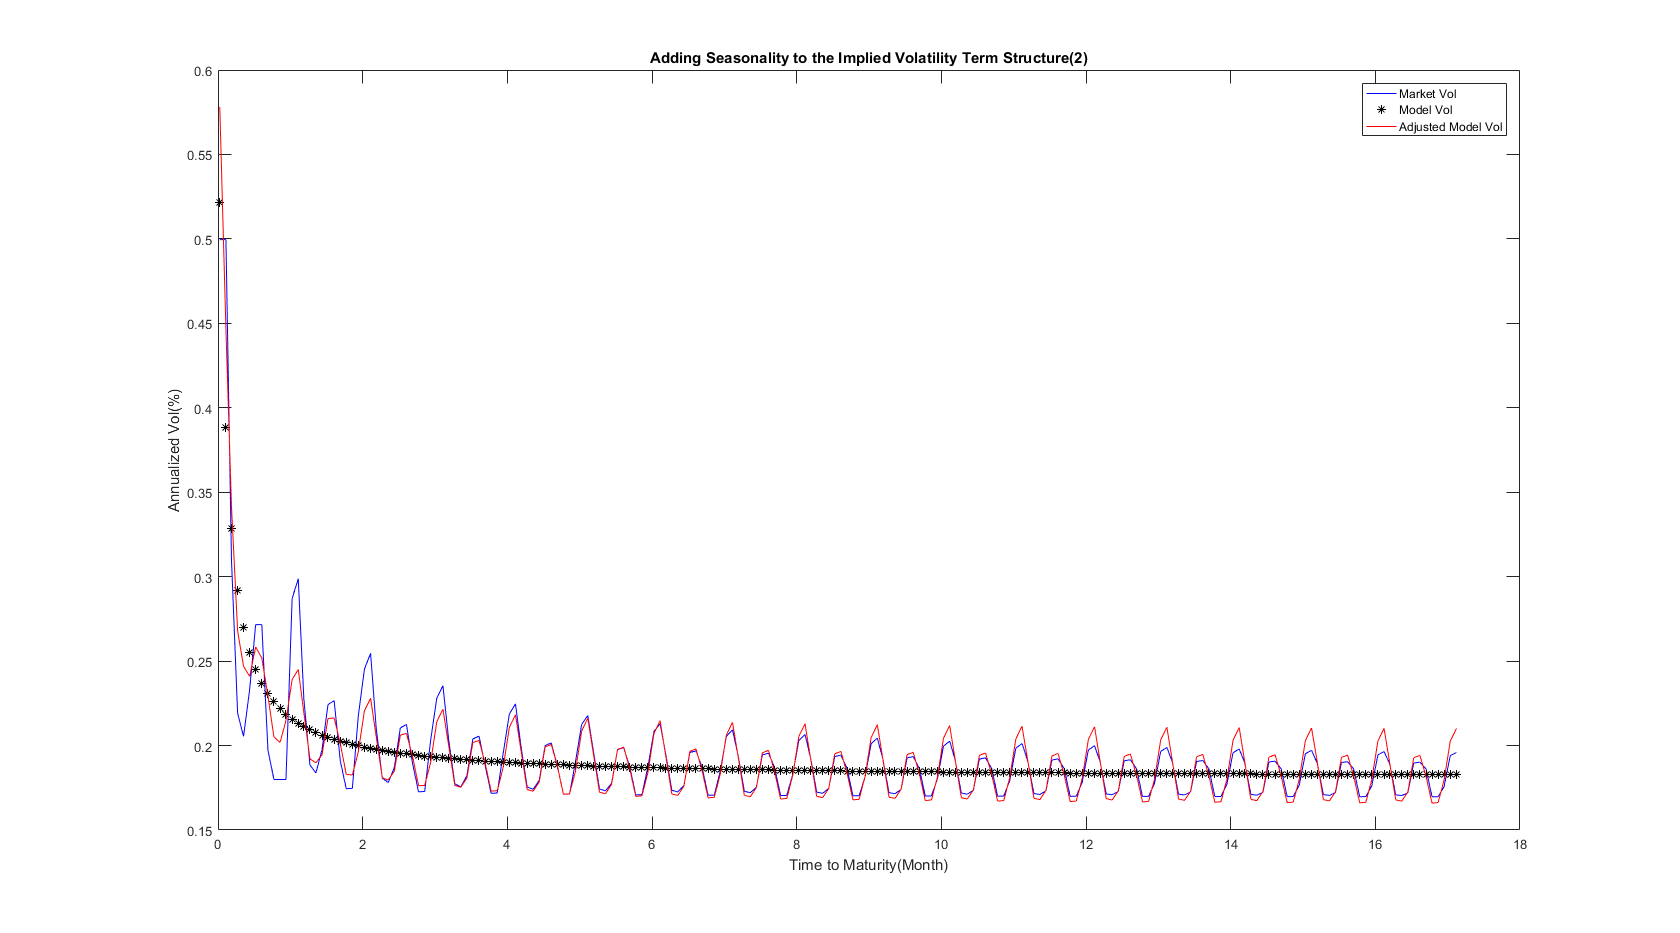 Adding Seasonality to the Implied Volatility Term Structure(2)
Market Vol
Model Vol
Adjusted Model Vol
Annualized Vol(%)
0.6
0.55
0.5
0.45
0.4
0.35
0.3
0.25
0.2
0.15
0 2 4 6 8 10 12 14 16 18
Time to Maturity(Month)